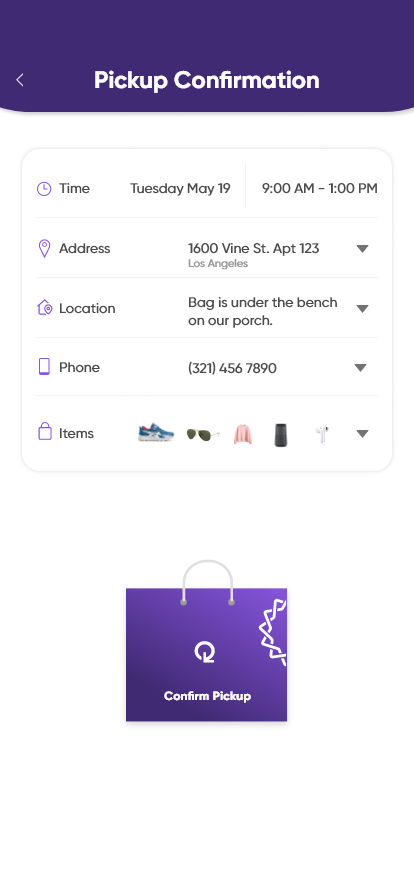 Pickup Confirmation
Time Tuesday May 19 9:00 AM - 1:00 PM
Address 1600 Vine St. Apt 123
Los Angeles
Location Bag is under the bench
on our porch.
Phone (321) 456 7890
Items
Confirm Pickup